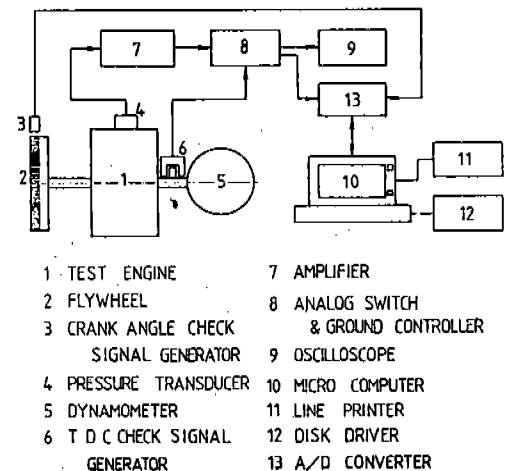 7
8
9
13
3
4
6
2
1
5
10
11
12
1 TEST ENGINE
2 FLYWHEEL
3 CRANK ANGLE CHECK
SIGNAL GENERATOR
4 PRESSURE TRANSDUCER
5 DYNAMOMETER
6 T D C CHECK SIGNAL
GENERATOR
7 AMPLIFIER
8 ANALOG SWITCH
& GROUND CONTROLLER
9 OSCILLOSCOPE
10 MICRO COMPUTER
11 LINE PRINTER
12 DISK DRIVER
13 A/D CONVERTER